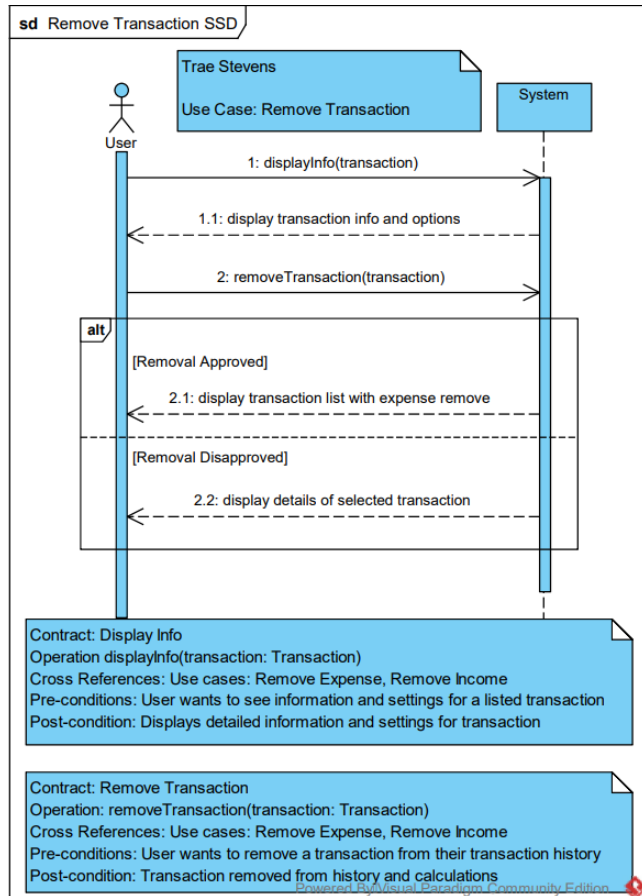 sd Remove Transaction SSD
Trae Stevens
Use Case: Remove Transaction
System
User
1: displayInfo(transaction)
1.1: display transaction info and options
2: removeTransaction(transaction)
alt
[Removal Approved]
2.1: display transaction list with expense remove
[Removal Disapproved]
2.2: display details of selected transaction
Contract: Display Info
Operation displayInfo(transaction: Transaction)
Cross References: Use cases: Remove Expense, Remove Income
Pre-conditions: User wants to see information and settings for a listed transaction
Post-condition: Displays detailed information and settings for transaction
Contract: Remove Transaction
Operation: removeTransaction(transaction: Transaction)
Cross References: Use cases: Remove Expense, Remove Income
Pre-conditions: User wants to remove a transaction from their transaction history
Post-condition: Transaction removed from history and calculations
Powered By Visual Paradigm Community Edition